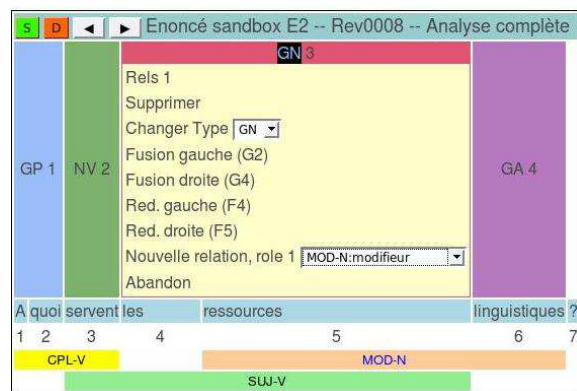 S D ◄ ► Enoncé sandbox E2 -- Rev0008 -- Analyse complète
GN 3
Rels 1
Supprimer
Changer Type GN
Fusion gauche (G2)
GP 1 NV 2 Fusion droite (G4) GA 4
Red. gauche (F4)
Red. droite (F5)
Nouvelle relation, role 1 MOD-N:modifieur
Abandon
A quoi servent les ressources linguistiques ?
1 2 3 4 5 6 7
CPL-V MOD-N
SUJ-V